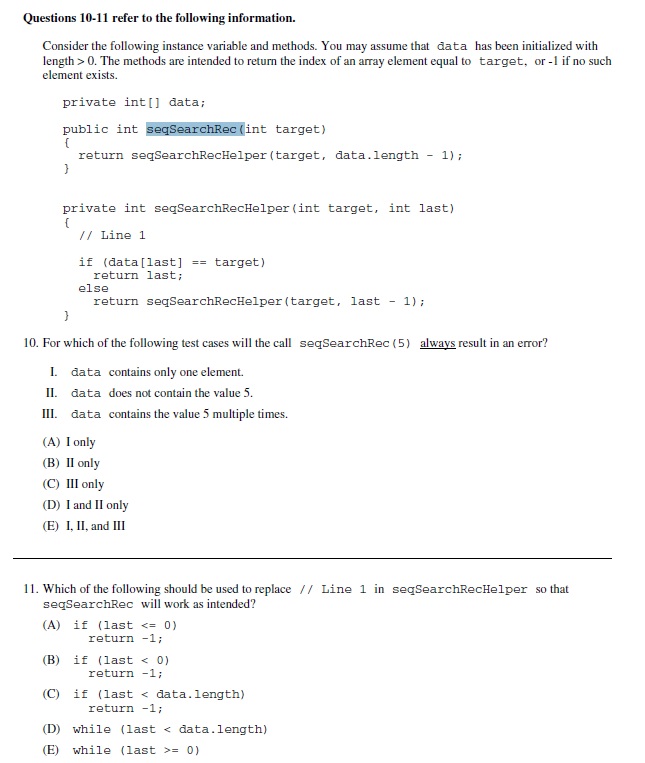 Questions 10-11 refer to the following information.
Consider the following instance variable and methods. You may assume that data has been initialized with
length > 0. The methods are intended to return the index of an array element equal to target, or -1 if no such
element exists.
private int[] data;
public int seqSearchRec(int target)
{
return seqSearchRecHelper(target, data.length - 1);
}
private int seqSearchRecHelper(int target, int last)
{
// Line 1
if (data[last] == target)
return last;
else
return seqSearchRecHelper(target, last - 1);
}
10. For which of the following test cases will the call seqSearchRec(5) always result in an error?
I. data contains only one element.
II. data does not contain the value 5.
III. data contains the value 5 multiple times.
(A) I only
(B) II only
(C) III only
(D) I and II only
(E) I, II, and III
11. Which of the following should be used to replace // Line 1 in seqSearchRecHelper so that
seqSearchRec will work as intended?
(A) if (last <= 0)
return -1;
(B) if (last < 0)
return -1;
(C) if (last < data.length)
return -1;
(D) while (last < data.length)
(E) while (last >= 0)